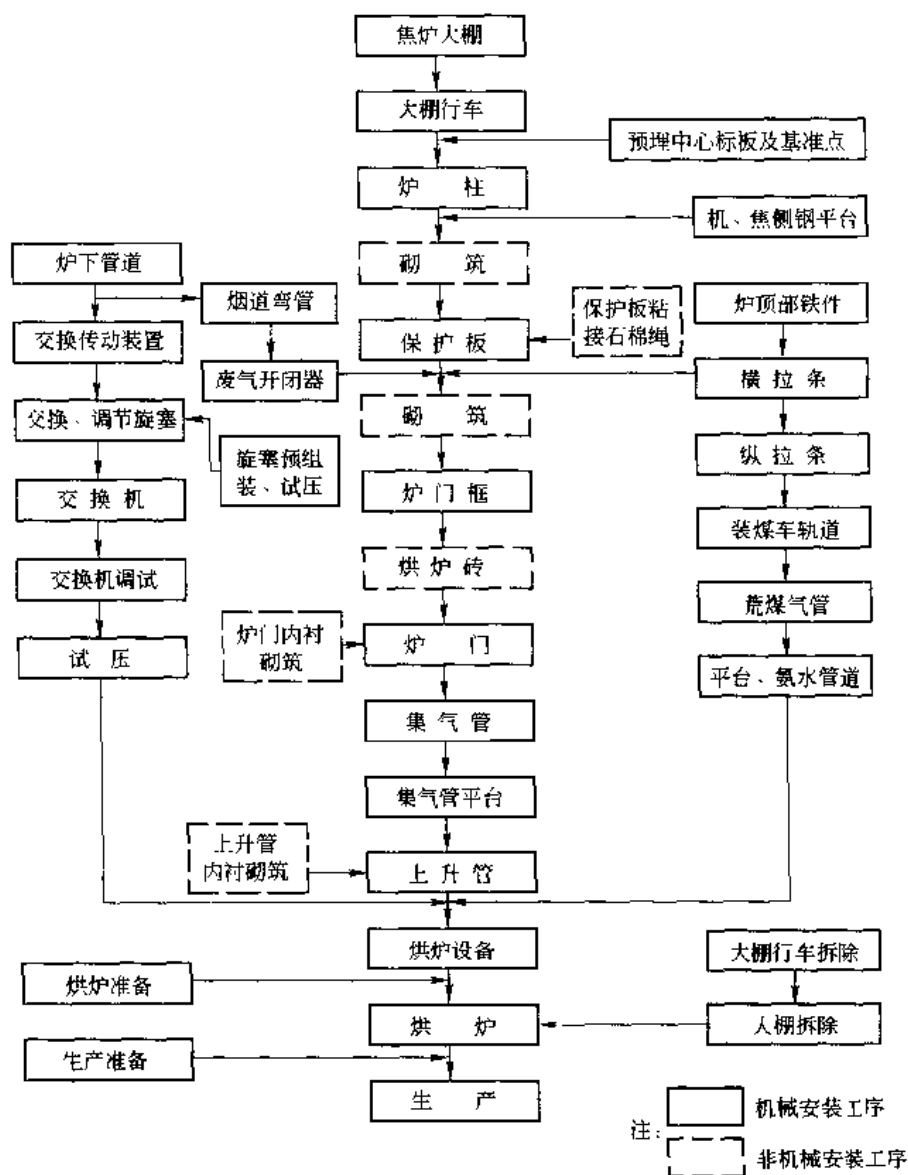 焦炉大棚
大棚行车
预埋中心标板及基准点
炉 柱
机、焦侧钢平台
砌 筑
炉下管道
烟道弯管
保护板粘
接石棉绳
炉顶部铁件
交换传动装置
保 护 板
废气开闭器
横 拉 条
交换、调节旋塞
砌 筑
旋塞预组
装、试压
纵 拉 条
交 换 机
炉 门 框
装煤车轨道
交换机调试
烘 炉 砖
荒煤气管
炉门内衬
砌筑
试 压
炉 门
平台、氨水管道
集 气 管
集气管平台
上升管
内衬砌筑
上 升 管
烘炉设备
大棚行车拆除
烘炉准备
烘 炉
人棚拆除
生产准备
生 产
注:
机械安装工序
非机械安装工序